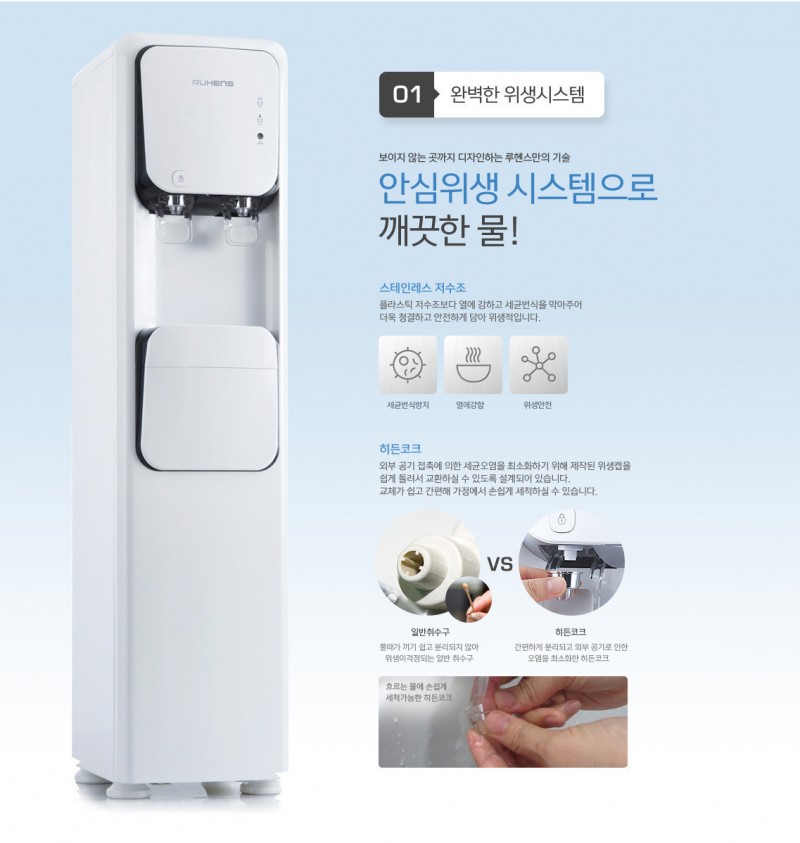 RUHENS
01 완벽한 위생시스템
보이지 않는 곳까지 디자인하는 루헨스만의 기술
안심위생 시스템으로
깨끗한 물!
스테인레스 저수조
플라스틱 저수조보다 열에 강하고 세균번식을 막아주어
더욱 청결하고 안전하게 담아 위생적입니다.
세균번식방지 열에강함 위생안전
히든코크
외부 공기 접촉에 의한 세균오염을 최소화하기 위해 제작된 위생캡을
쉽게 돌려서 교환하실 수 있도록 설계되어 있습니다.
교체가 쉽고 간편해 가정에서 손쉽게 세척하실 수 있습니다.
VS
일반취수구
물때가 끼기 쉽고 분리되지 않아
위생이걱정되는 일반 취수구
히든코크
간편하게 분리되고 외부 공기로 인한
오염을 최소화한 히든코크
흐르는 물에 손쉽게
세척가능한 히든코크